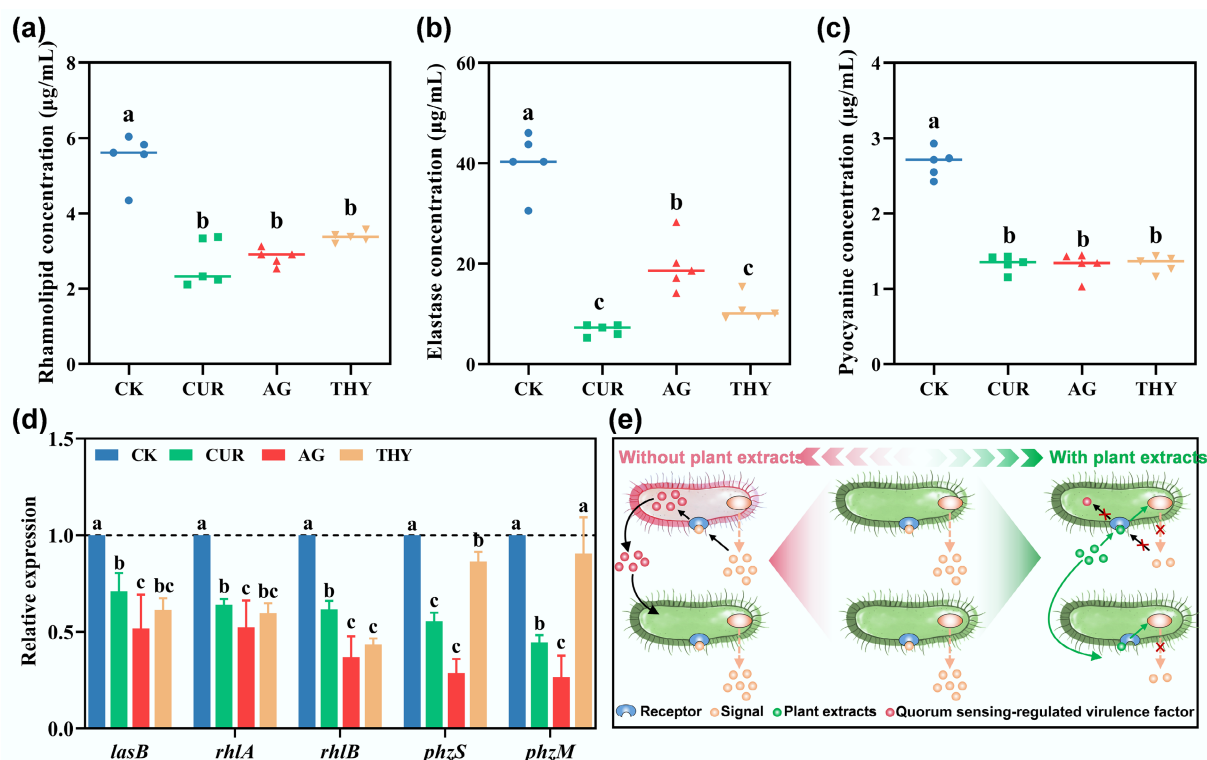 (a)
Rhamnolipid concentration (μg/mL)
8
6
4
2
0
a
b
b
b
CK
CUR
AG
THY
(b)
Elastase concentration (μg/mL)
60
40
20
0
a
c
b
c
CK
CUR
AG
THY
(c)
Pyocyanine concentration (μg/mL)
4
3
2
1
0
a
b
b
b
CK
CUR
AG
THY
(d)
Relative expression
1.5
1.0
0.5
0.0
CK
CUR
AG
THY
a
b
c
bc
a
b
c
bc
a
b
c
c
a
c
c
b
a
b
c
a
lasB
rhlA
rhlB
phzS
phzM
(e)
Without plant extracts
With plant extracts
Receptor
Signal
Plant extracts
Quorum sensing-regulated virulence factor